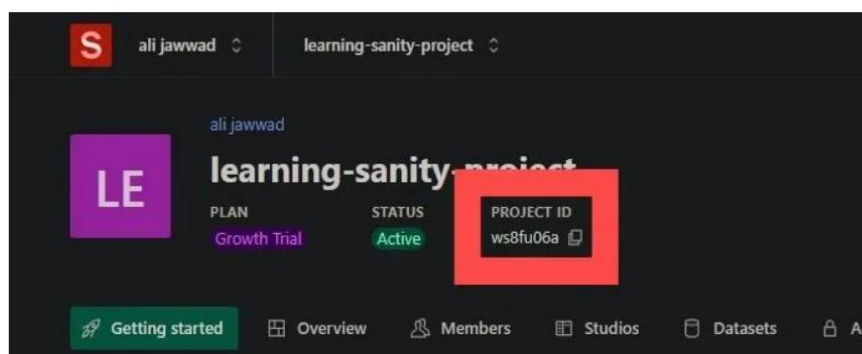 S ali jawwad learning-sanity-project
ali jawwad
LE learning-sanity-project
PLAN STATUS PROJECT ID
Growth Trial Active ws8fu06a
Getting started Overview Members Studios Datasets A